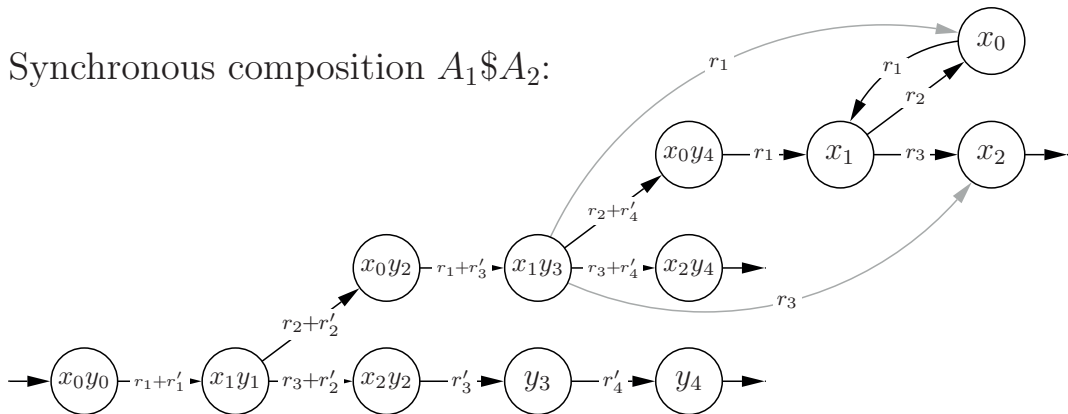 Synchronous composition A₁$A₂:
x₀
r₁
r₁
r₂
x₀y₄
r₁
x₁
r₃
x₂
r₂+r′₄
x₀y₂
r₁+r′₃
x₁y₃
r₃+r′₄
x₂y₄
r₃
r₂+r′₂
x₀y₀
r₁+r′₁
x₁y₁
r₃+r′₂
x₂y₂
r′₃
y₃
r′₄
y₄